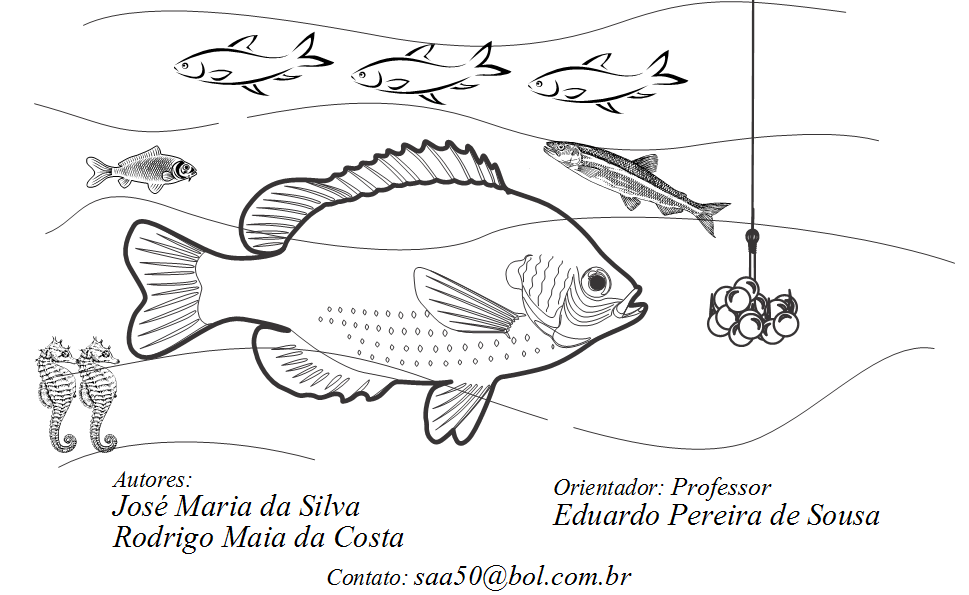 Autores:
José Maria da Silva
Rodrigo Maia da Costa
Orientador: Professor
Eduardo Pereira de Sousa
Contato: saa50@bol.com.br